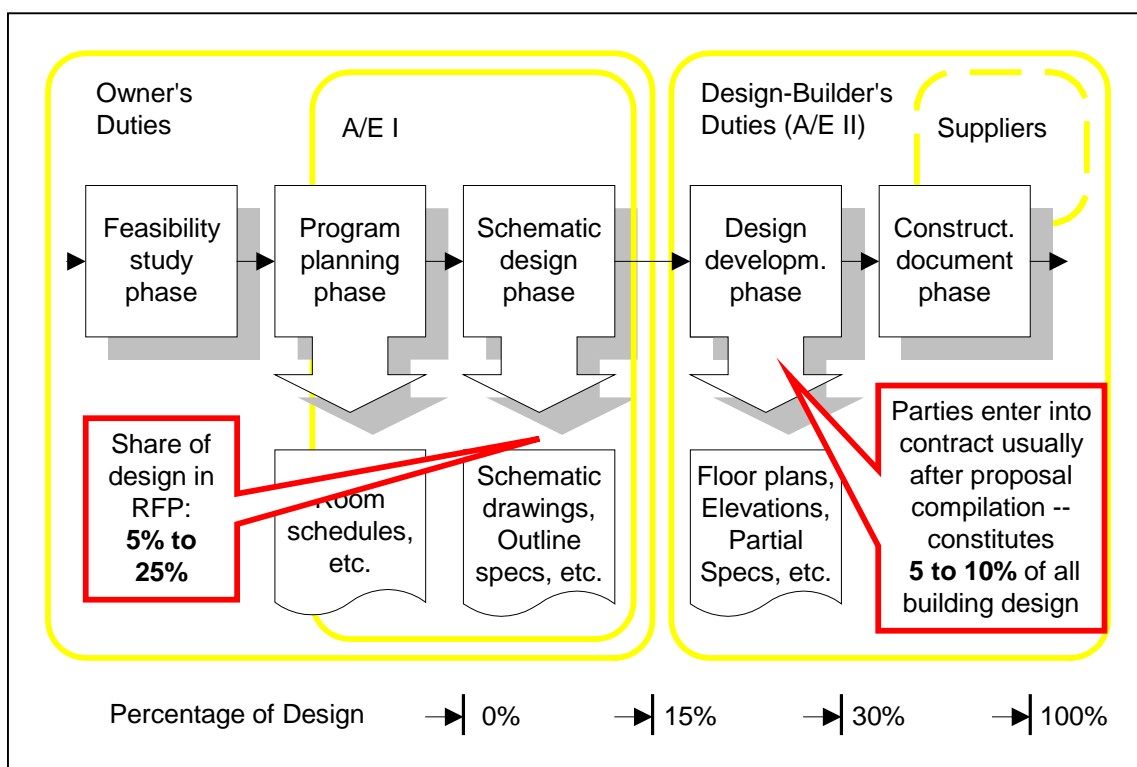 Owner's
Duties
A/E I
Design-Builder's
Duties (A/E II)
Suppliers
Feasibility
study
phase
Program
planning
phase
Schematic
design
phase
Design
developm.
phase
Construct.
document
phase
Share of
design in
RFP:
5% to
25%
Room
schedules,
etc.
Schematic
drawings,
Outline
specs, etc.
Floor plans,
Elevations,
Partial
Specs, etc.
Parties enter into
contract usually
after proposal
compilation --
constitutes
5 to 10% of all
building design
Percentage of Design
0%
15%
30%
100%